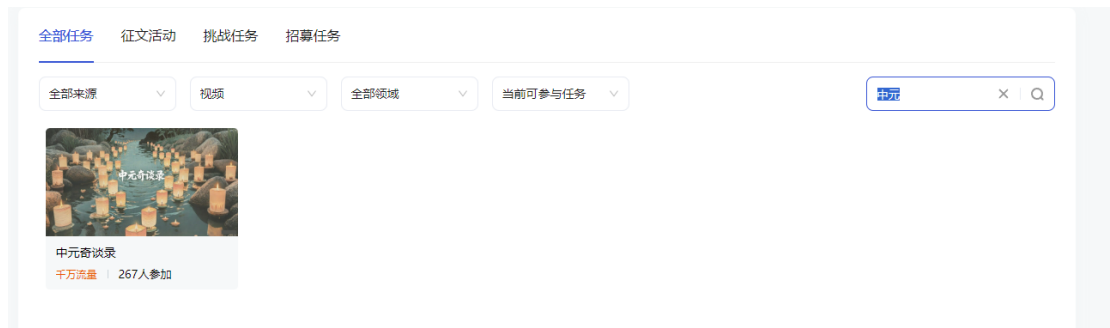 全部任务 征文活动 挑战任务 招募任务
全部来源 视频 全部领域 当前可参与任务 中元
中元奇谈录
中元奇谈录
千万流量 267人参加